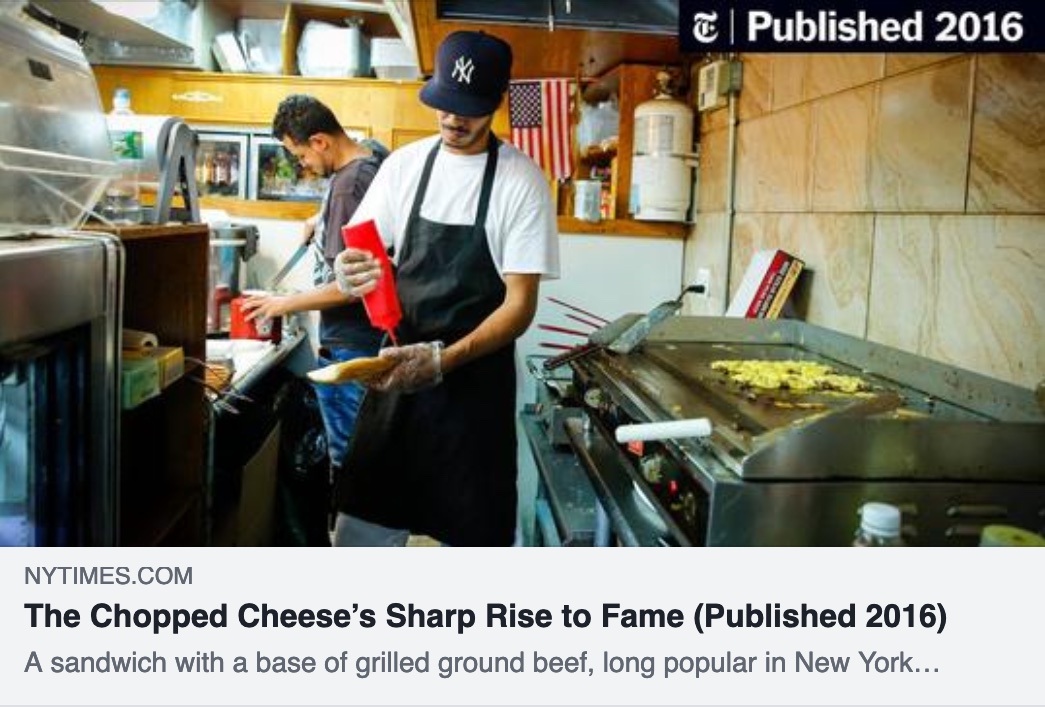 T | Published 2016
NY
NYTIMES.COM
The Chopped Cheese’s Sharp Rise to Fame (Published 2016)
A sandwich with a base of grilled ground beef, long popular in New York…